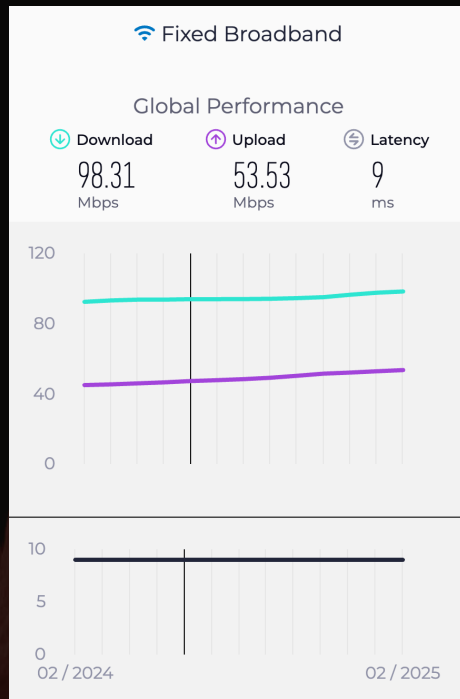 Fixed Broadband
Global Performance
Download Upload Latency
98.31 53.53 9
Mbps Mbps ms
120
80
40
0
10
5
0
02 / 2024 02 / 2025